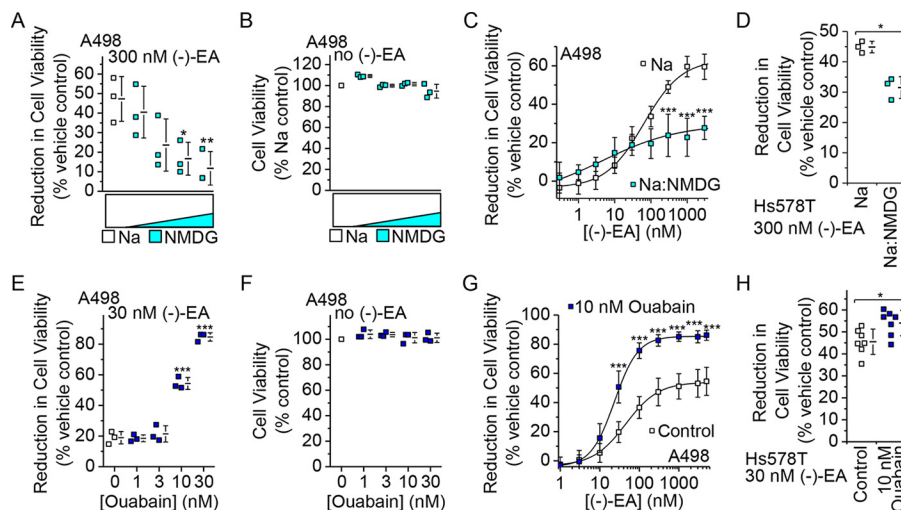 A
A498
300 nM (-)-EA
Reduction in Cell Viability
(% vehicle control)
60
50
40
30
20
10
0
*
**
Na
NMDG
B
A498
no (-)-EA
Cell Viability
(% Na control)
120
100
80
60
40
20
0
Na
NMDG
C
A498
Reduction in Cell Viability
(% vehicle control)
70
60
50
40
30
20
10
0
Na
*** *** ***
Na:NMDG
1
10
100
1000
[(-)-EA] (nM)
D
Reduction in
Cell Viability
(% vehicle control)
50
40
30
20
10
0
*
Na
Na:NMDG
Hs578T
300 nM (-)-EA
E
A498
30 nM (-)-EA
Reduction in Cell Viability
(% vehicle control)
100
80
60
40
20
0
***
***
0
1
3
10
30
[Ouabain]
(nM)
F
A498
no (-)-EA
Cell Viability
(% control)
120
100
80
60
40
20
0
0
1
3
10
30
[Ouabain]
(nM)
G
Reduction in Cell Viability
(% vehicle control)
100
80
60
40
20
0
10 nM Ouabain
*** *** *** *** *** ***
Control
A498
1
10
100
1000
[(-)-EA] (nM)
H
Reduction in
Cell Viability
(% vehicle control)
60
50
40
30
20
10
0
*
Control
10 nM
Ouabain
Hs578T
30 nM (-)-EA